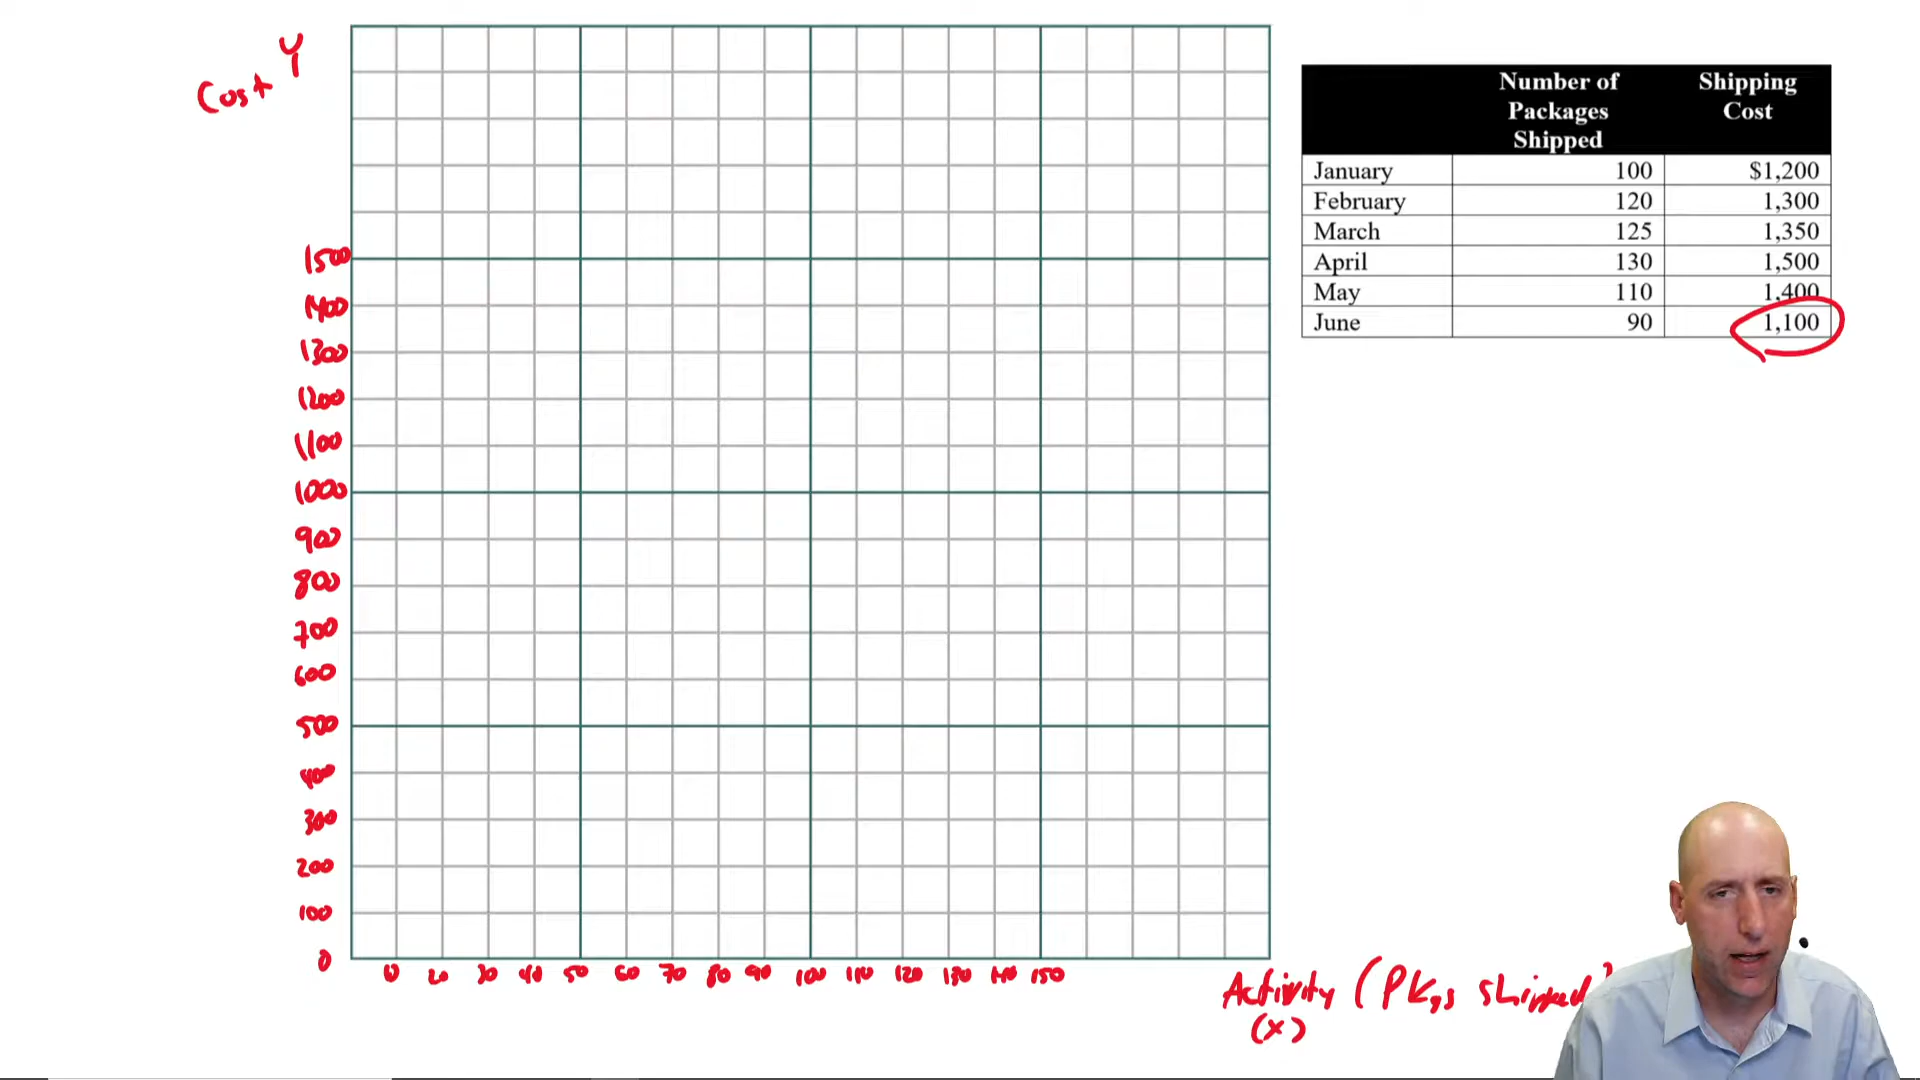 Cost Y
1500
1400
1300
1200
1100
1000
900
800
700
600
500
400
300
200
100
0
10 20 30 40 50 60 70 80 90 100 110 120 130 140 150
Activity (Pkgs shipped)
(x)
Number of Packages Shipped Shipping Cost
January 100 $1,200
February 120 1,300
March 125 1,350
April 130 1,500
May 110 1,400
June 90 1,100